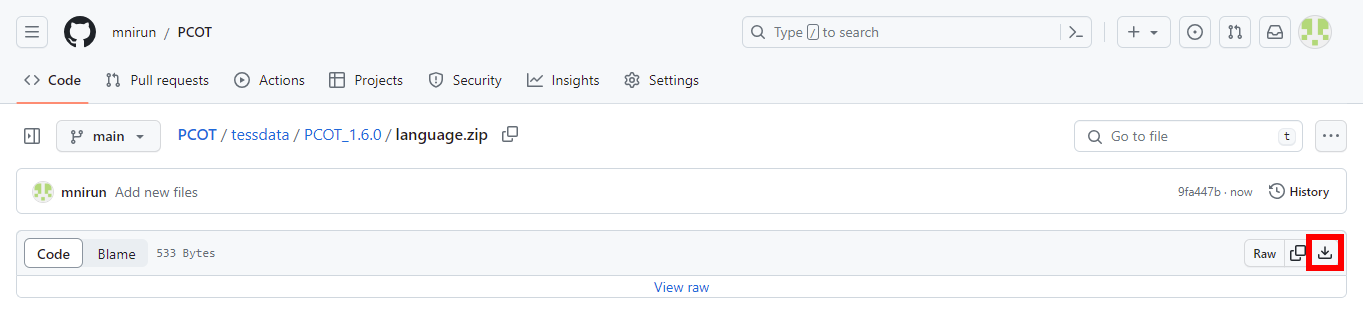 mnirun / PCOT
Type / to search
Code Pull requests Actions Projects Security Insights Settings
main PCOT / tessdata / PCOT_1.6.0 / language.zip Go to file t
mnirun Add new files 9fa447b · now History
Code Blame 533 Bytes Raw
View raw